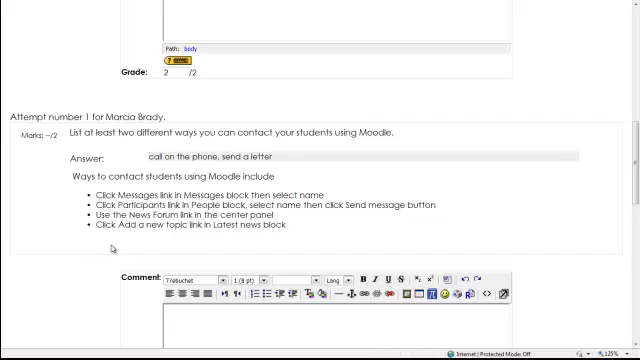 Path: body
Grade: 2 /2
Attempt number 1 for Marcia Brady.
Marks: --/2
List at least two different ways you can contact your students using Moodle.
Answer: call on the phone, send a letter
Ways to contact students using Moodle include
• Click Messages link in Messages block then select name
• Click Participants link in People block, select name then click Send message button
• Use the News Forum link in the center panel
• Click Add a new topic link in Latest news block
Comment: Trebuchet 1 (8 pt) Lang B I U S
Internet | Protected Mode: Off 125%